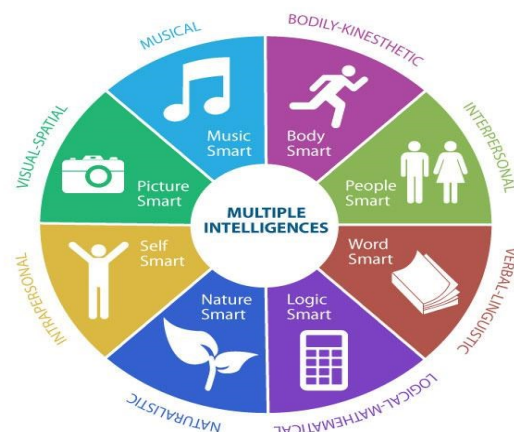 MUSICAL
BODILY-KINESTHETIC
INTERPERSONAL
VERBAL-LINGUISTIC
LOGICAL-MATHEMATICAL
NATURALISTIC
INTRAPERSONAL
VISUAL-SPATIAL
Music
Smart
Body
Smart
People
Smart
Word
Smart
Logic
Smart
Nature
Smart
Self
Smart
Picture
Smart
MULTIPLE
INTELLIGENCES